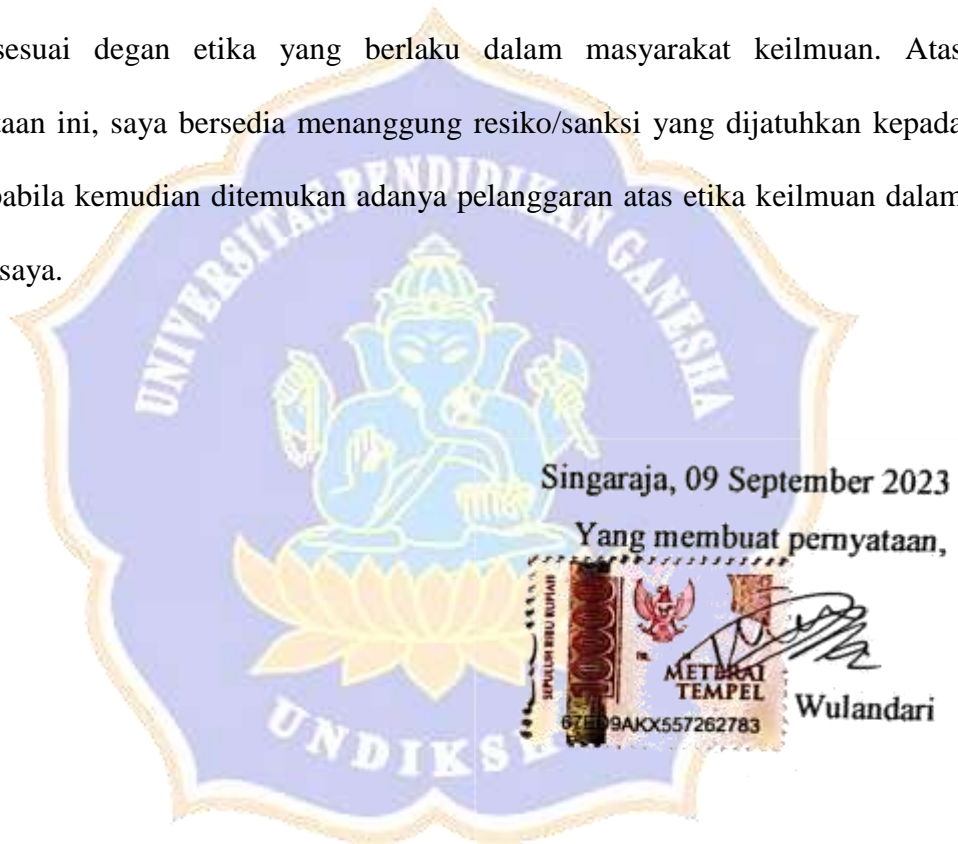 sesuai degan etika yang berlaku dalam masyarakat keilmuan. Atas
taan ini, saya bersedia menanggung resiko/sanksi yang dijatuhkan kepada
abila kemudian ditemukan adanya pelanggaran atas etika keilmuan dalam
saya.
UNIVERSITAS PENDIDIKAN GANESHA
Singaraja, 09 September 2023
Yang membuat pernyataan,
SEPULUH RIBU RUPIAH
10000
METERAI
TEMPEL
9AKX557262783
Wulandari
UNDIKSHA